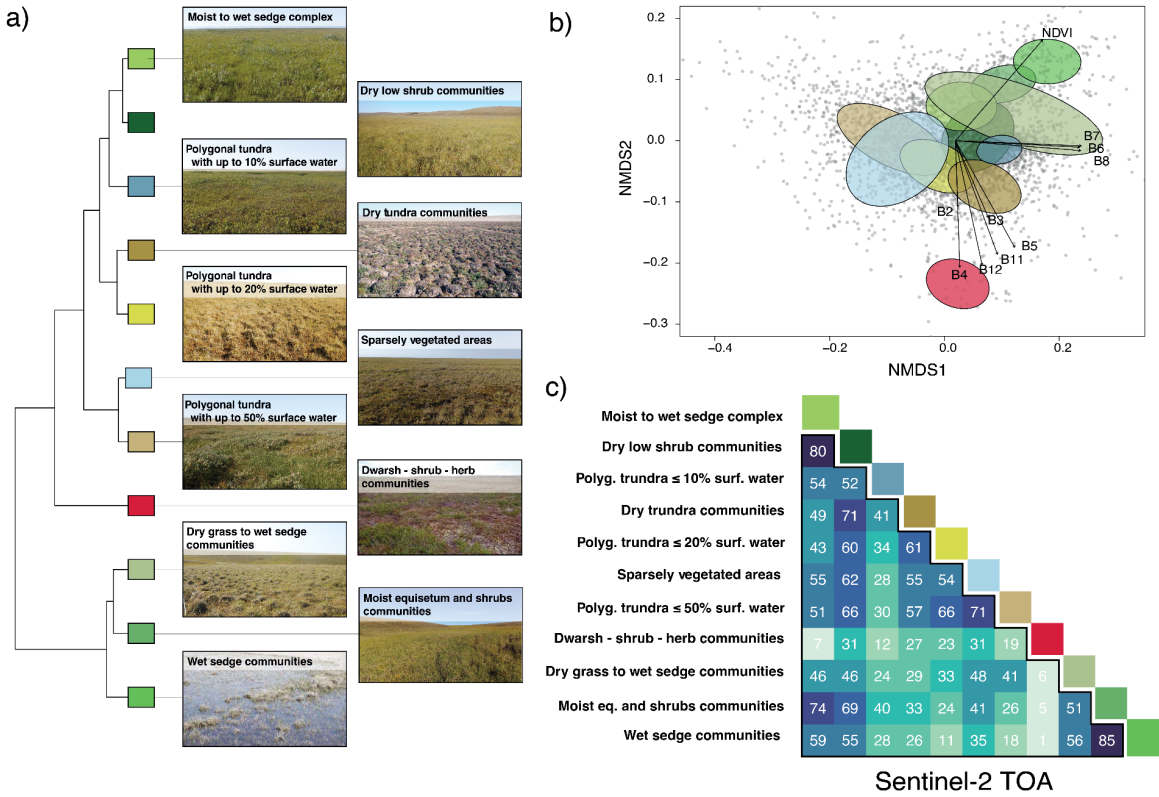 a)
Moist to wet sedge complex
Dry low shrub communities
Polygonal tundra
with up to 10% surface water
Dry tundra communities
Polygonal tundra
with up to 20% surface water
Sparsely vegetated areas
Polygonal tundra
with up to 50% surface water
Dwarsh - shrub - herb
communities
Dry grass to wet sedge
communities
Moist equisetum and shrubs
communities
Wet sedge communities
b)
0.2
0.1
0.0
−0.1
−0.2
−0.3
NMDS2
NDVI
B7
B6
B8
B2
B3
B5
B11
B12
B4
−0.4
−0.2
0.0
0.2
NMDS1
c)
Moist to wet sedge complex
Dry low shrub communities
80
Polyg. trundra ≤ 10% surf. water
54 52
Dry trundra communities
49 71 41
Polyg. trundra ≤ 20% surf. water
43 60 34 61
Sparsely vegetated areas
55 62 28 55 54
Polyg. trundra ≤ 50% surf. water
51 66 30 57 66 71
Dwarsh - shrub - herb communities
7 31 12 27 23 31 19
Dry grass to wet sedge communities
46 46 24 29 33 48 41 6
Moist eq. and shrubs communities
74 69 40 33 24 41 26 5 51
Wet sedge communities
59 55 28 26 11 35 18 1 56 85
Sentinel-2 TOA